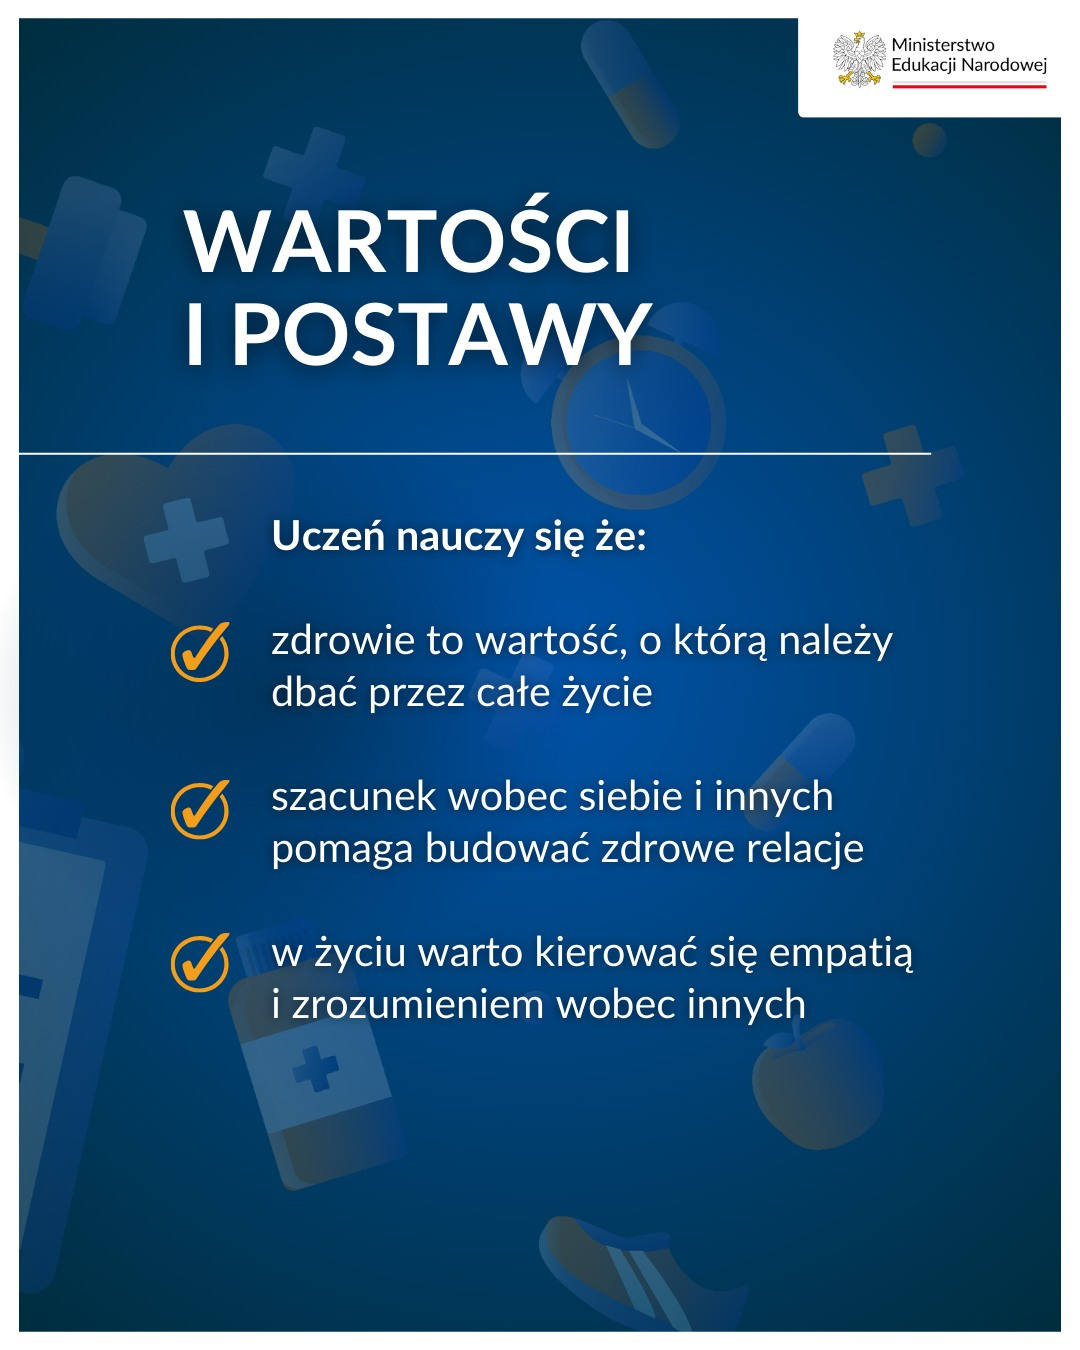 Ministerstwo
Edukacji Narodowej
WARTOŚCI
I POSTAWY
Uczeń nauczy się że:
zdrowie to wartość, o którą należy
dbać przez całe życie
szacunek wobec siebie i innych
pomaga budować zdrowe relacje
w życiu warto kierować się empatią
i zrozumieniem wobec innych